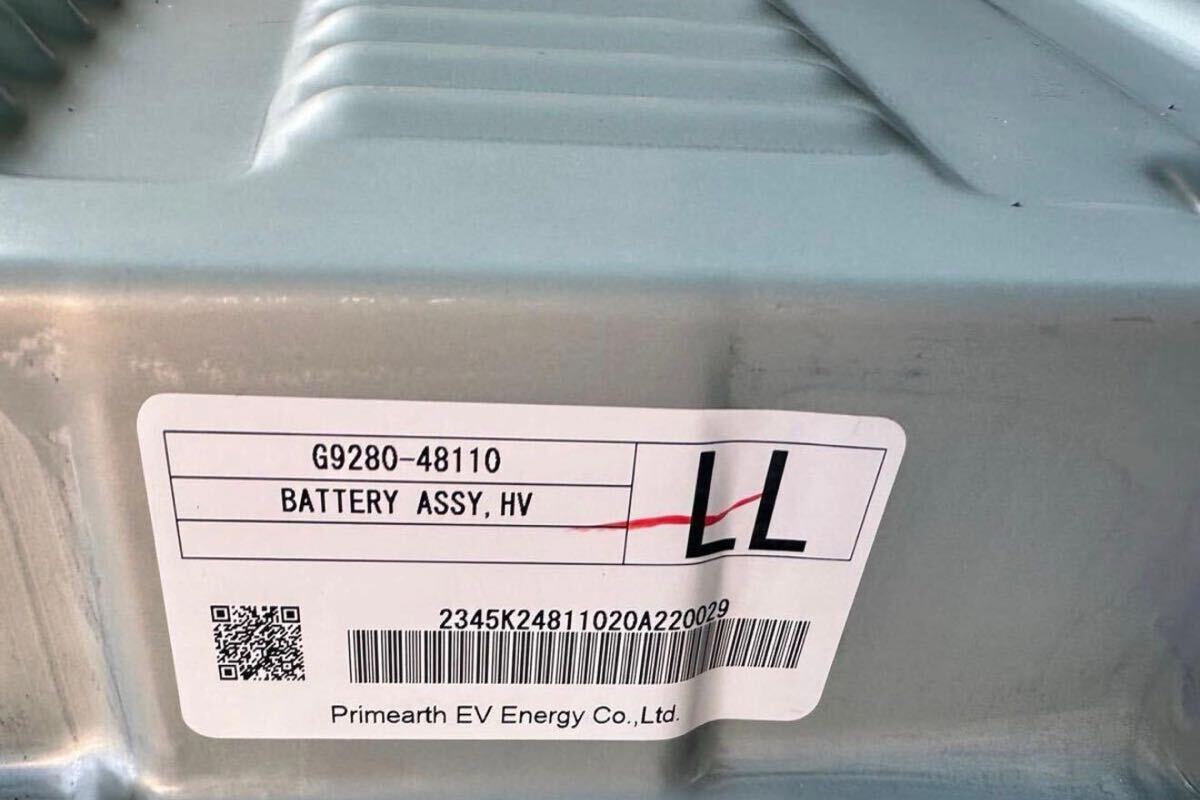 G9280-48110
BATTERY ASSY, HV
LL
2345K24811020A220029
Primearth EV Energy Co.,Ltd.